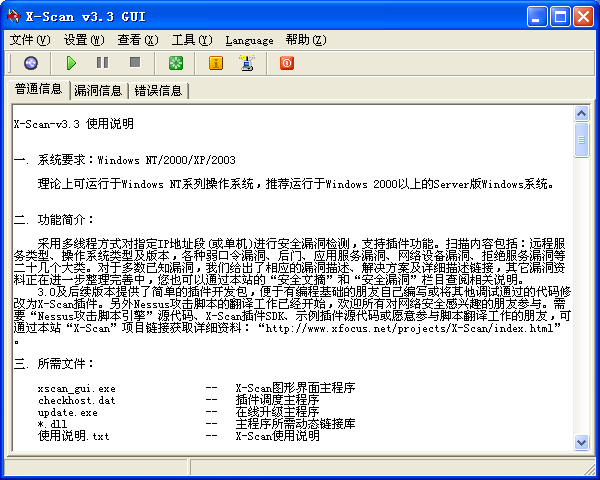 X-Scan v3.3 GUI
文件(V) 设置(W) 查看(X) 工具(Y) Language 帮助(Z)
普通信息 漏洞信息 错误信息
X-Scan-v3.3 使用说明
一. 系统要求：Windows NT/2000/XP/2003
理论上可运行于Windows NT系列操作系统，推荐运行于Windows 2000以上的Server版Windows系统。
二. 功能简介：
采用多线程方式对指定IP地址段(或单机)进行安全漏洞检测，支持插件功能。扫描内容包括：远程服
务类型、操作系统类型及版本，各种弱口令漏洞、后门、应用服务漏洞、网络设备漏洞、拒绝服务漏洞等
二十几个大类。对于多数已知漏洞，我们给出了相应的漏洞描述、解决方案及详细描述链接，其它漏洞资
料正在进一步整理完善中，您也可以通过本站的“安全文摘”和“安全漏洞”栏目查阅相关说明。
3.0及后续版本提供了简单的插件开发包，便于有编程基础的朋友自己编写或将其他调试通过的代码修
改为X-Scan插件。另外Nessus攻击脚本的翻译工作已经开始，欢迎所有对网络安全感兴趣的朋友参与。需
要“Nessus攻击脚本引擎”源代码、X-Scan插件SDK、示例插件源代码或愿意参与脚本翻译工作的朋友，可
通过本站“X-Scan”项目链接获取详细资料：“http://www.xfocus.net/projects/X-Scan/index.html”
。
三. 所需文件：
xscan_gui.exe -- X-Scan图形界面主程序
checkhost.dat -- 插件调度主程序
update.exe -- 在线升级主程序
*.dll -- 主程序所需动态链接库
使用说明.txt -- X-Scan使用说明